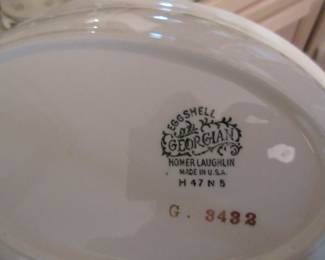 EGGSHELL
GEORGIAN
HOMER LAUGHLIN
MADE IN U.S.A.
H 47 N 5
G. 3432